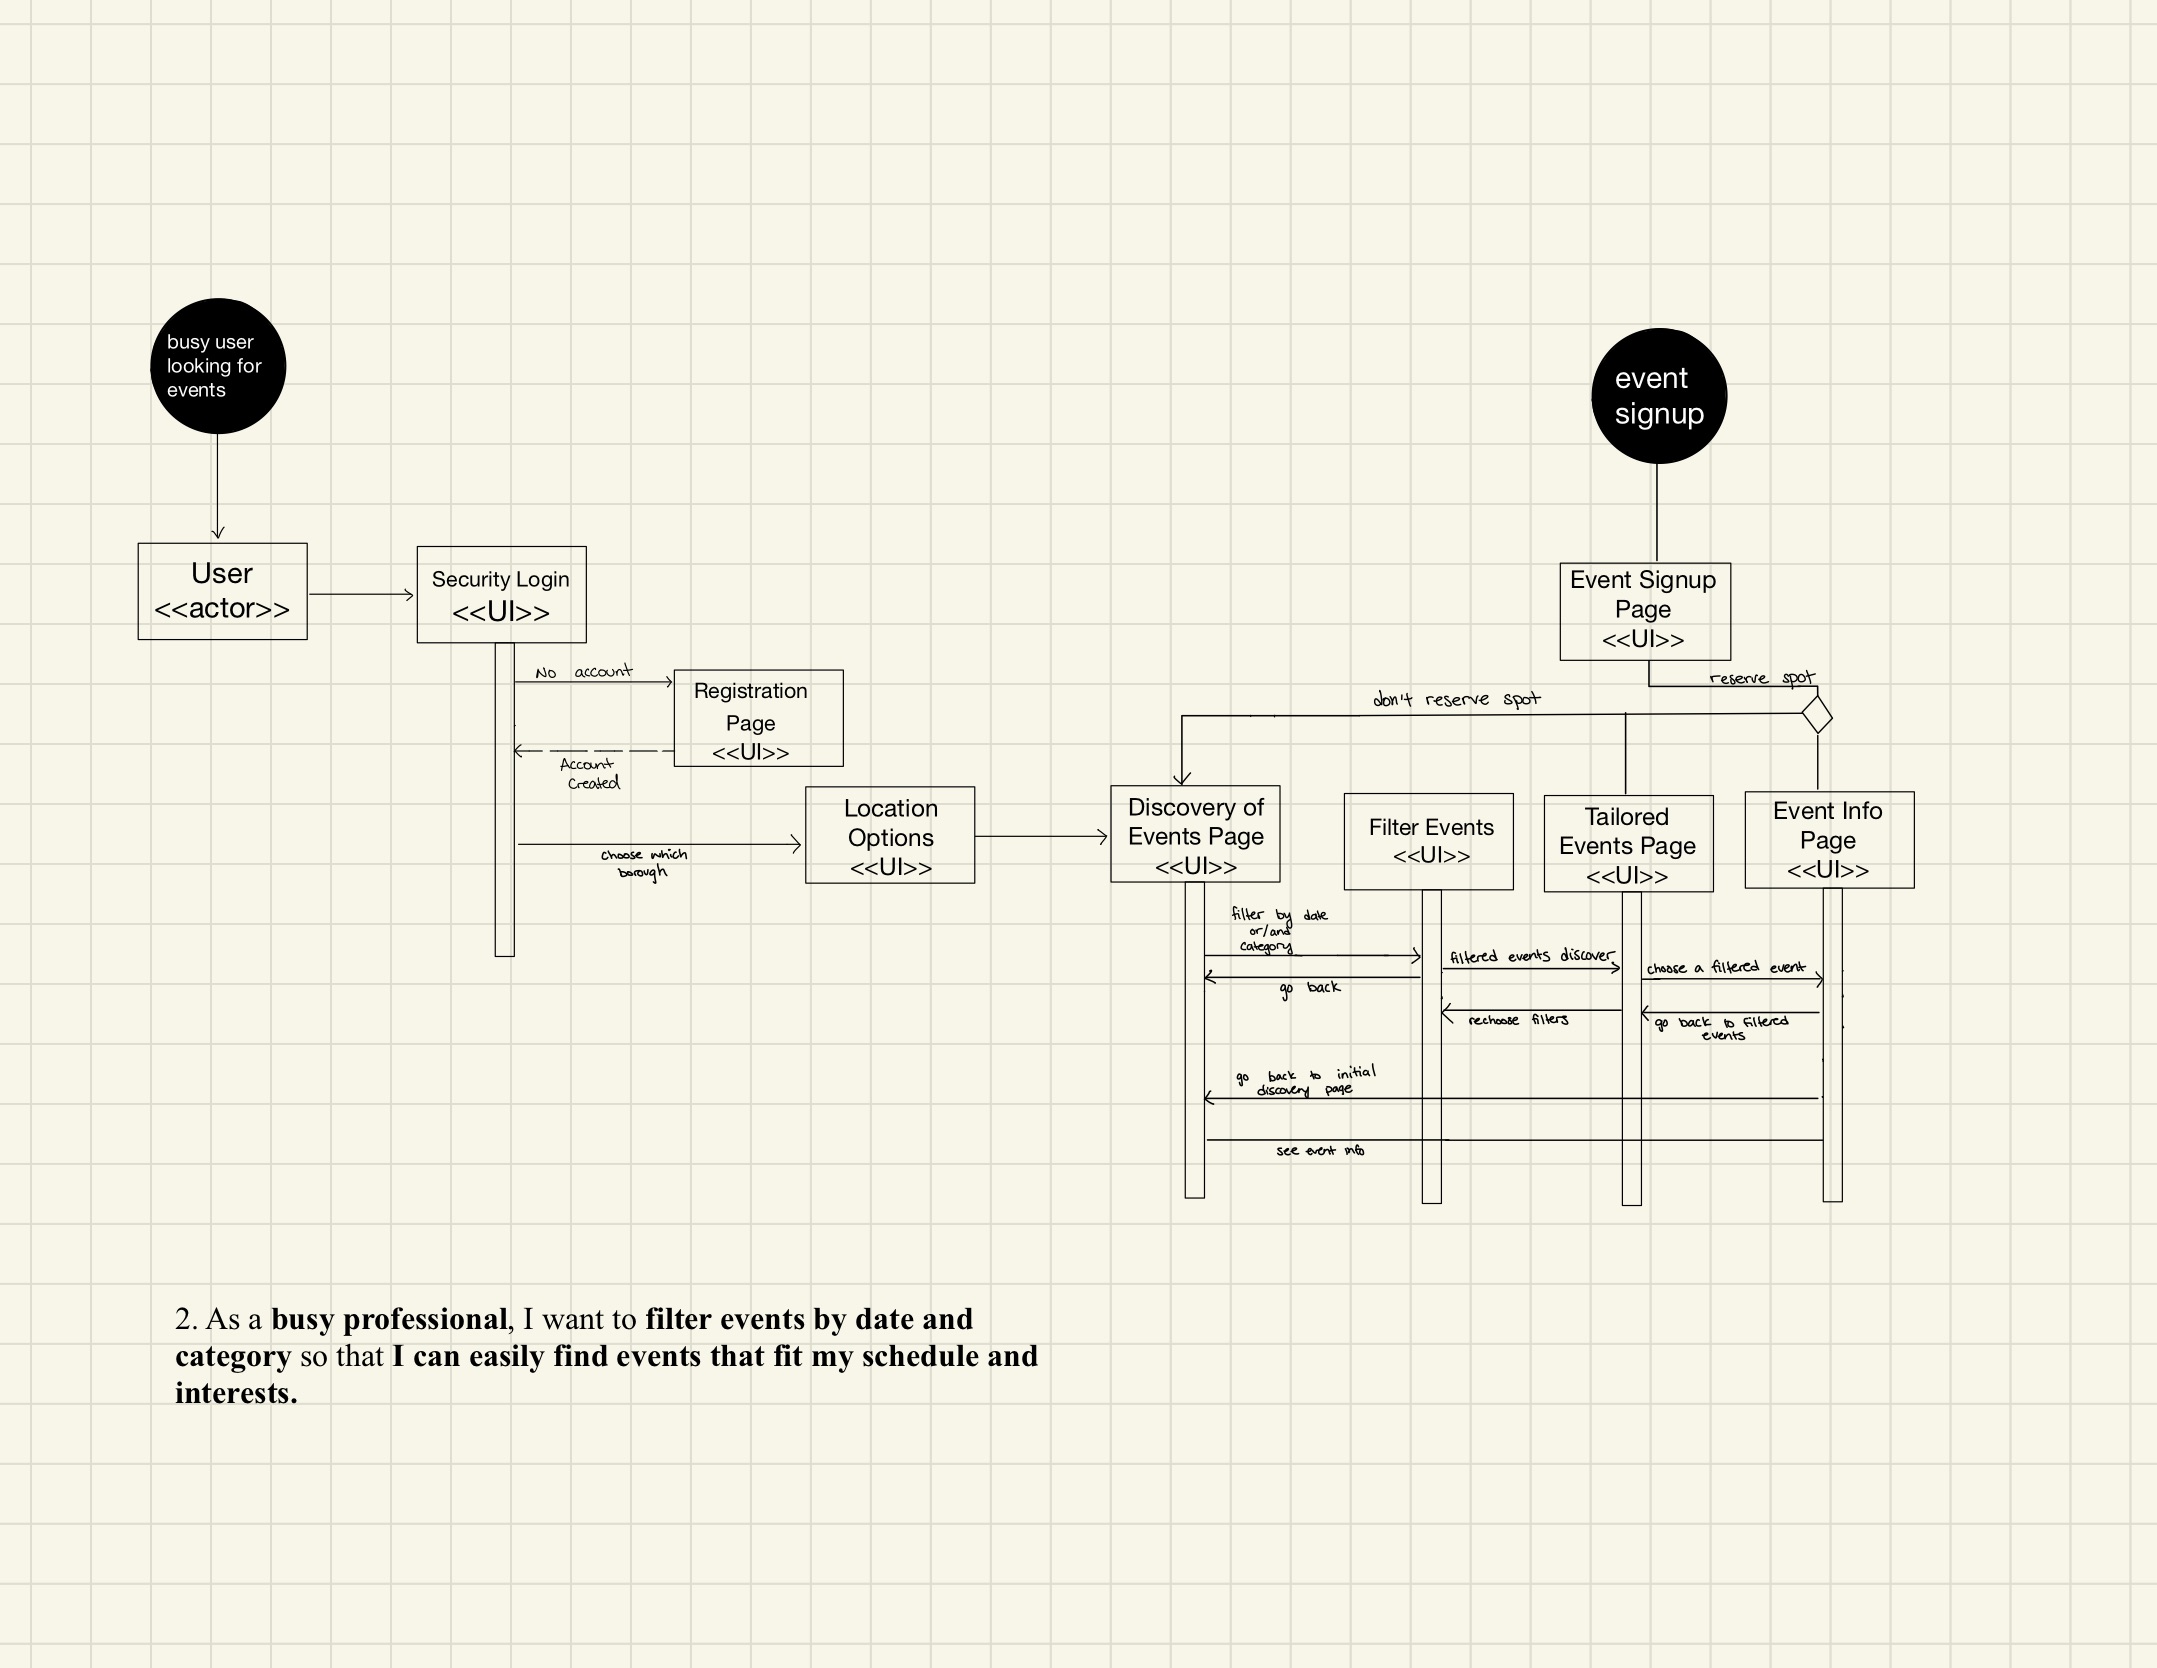 busy user
looking for
events
event
signup
User
<<actor>>
Security Login
<<UI>>
Event Signup
Page
<<UI>>
No account
Registration
Page
<<UI>>
Account
Created
reserve spot
don't reserve spot
choose which
borough
Location
Options
<<UI>>
Discovery of
Events Page
<<UI>>
Filter Events
<<UI>>
Tailored
Events Page
<<UI>>
Event Info
Page
<<UI>>
filter by date
or/and
category
go back
filtered events discover
rechoose filters
choose a filtered event
go back to filtered
events
go back to initial
discovery page
see event info
2. As a busy professional, I want to filter events by date and
category so that I can easily find events that fit my schedule and
interests.